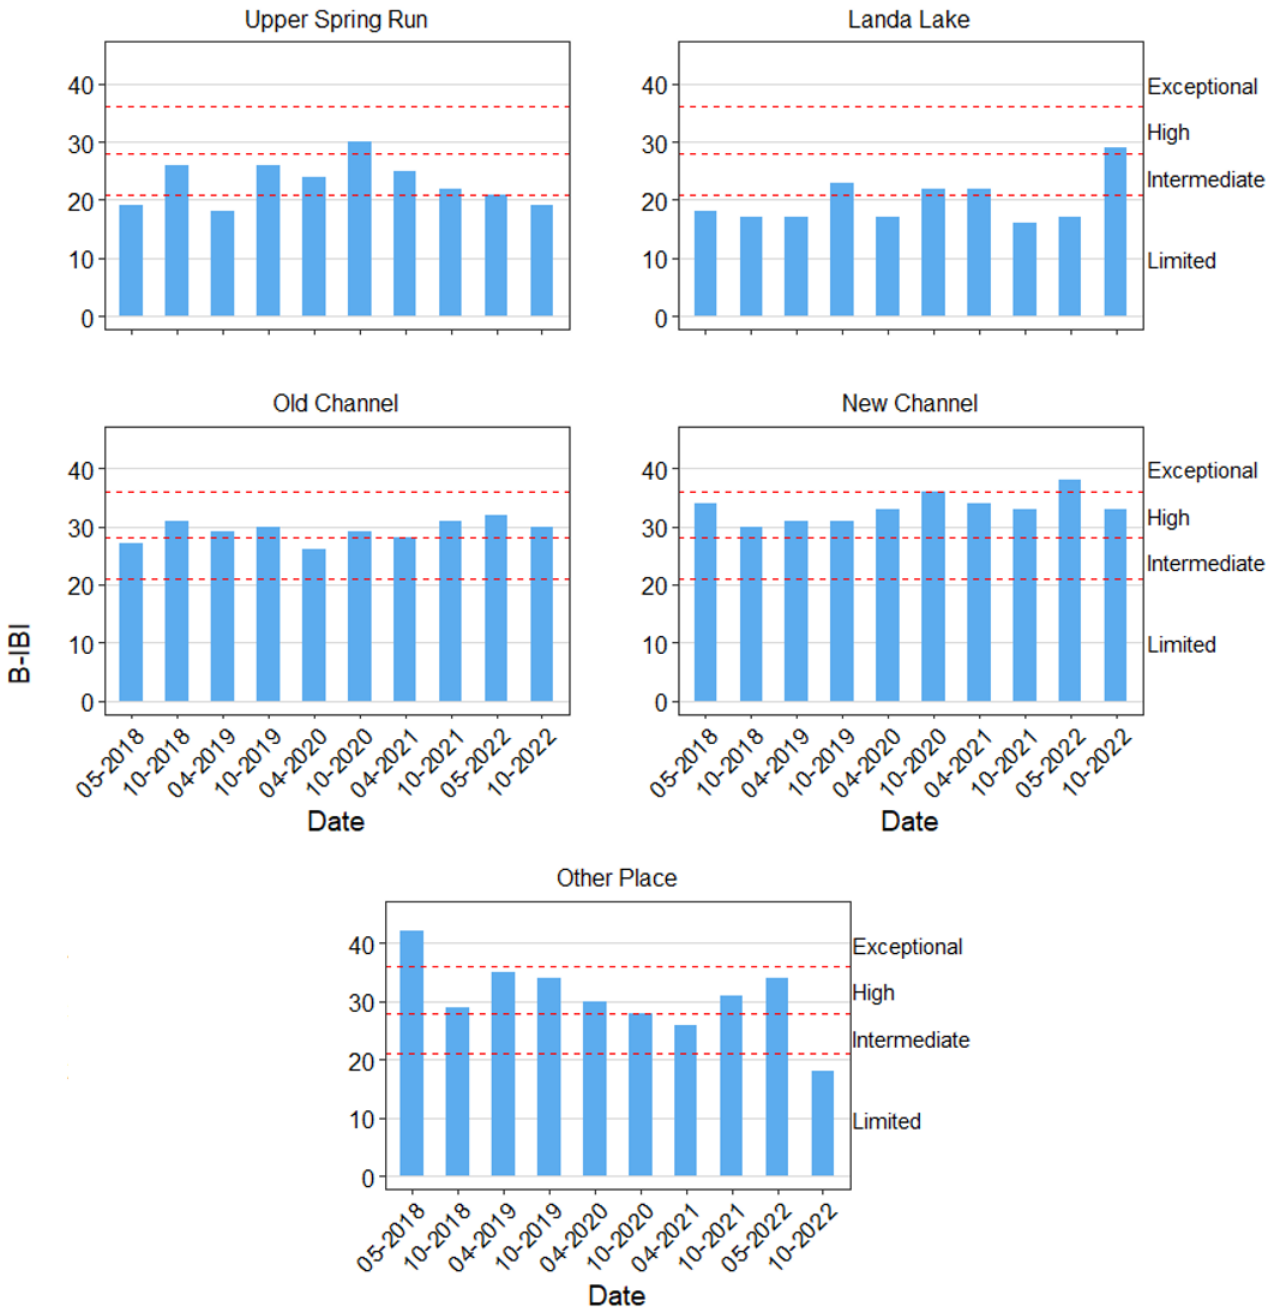 Upper Spring Run
Landa Lake
40
30
20
10
0
40
30
20
10
0
Exceptional
High
Intermediate
Limited
Old Channel
New Channel
B-IBI
40
30
20
10
0
40
30
20
10
0
Exceptional
High
Intermediate
Limited
05-2018
10-2018
04-2019
10-2019
04-2020
10-2020
04-2021
10-2021
05-2022
10-2022
05-2018
10-2018
04-2019
10-2019
04-2020
10-2020
04-2021
10-2021
05-2022
10-2022
Date
Date
Other Place
40
30
20
10
0
Exceptional
High
Intermediate
Limited
05-2018
10-2018
04-2019
10-2019
04-2020
10-2020
04-2021
10-2021
05-2022
10-2022
Date